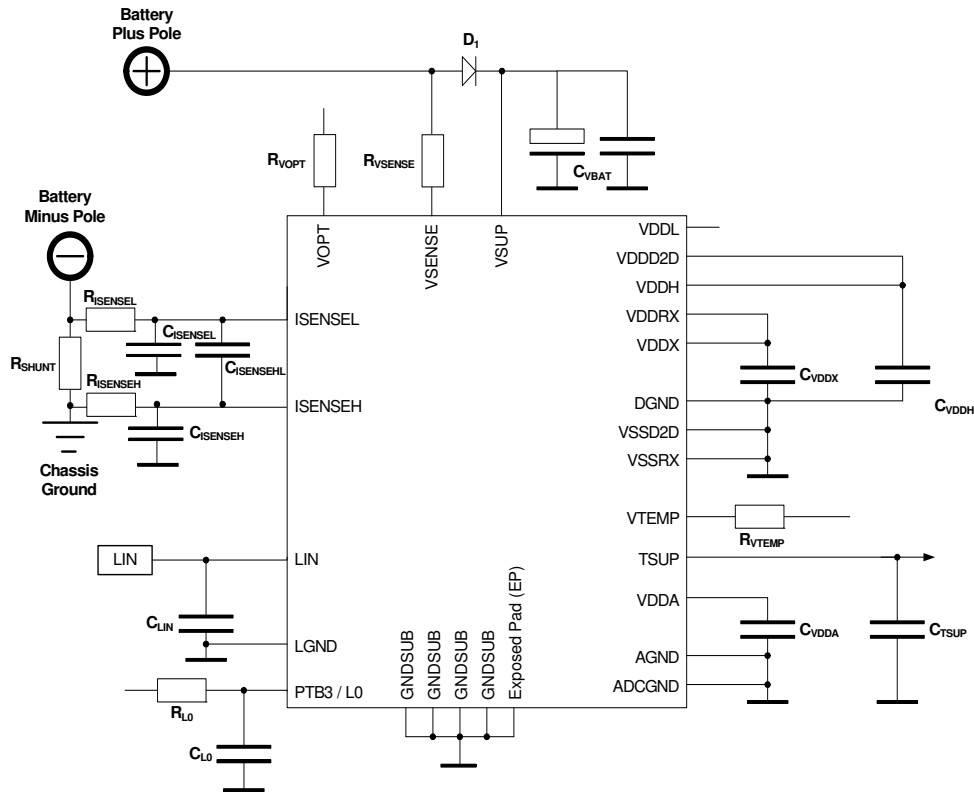 Battery
Plus Pole
D1
RVOPT
RVSENSE
CVBAT
Battery
Minus Pole
VOPT
VSENSE
VSUP
VDDL
VDDD2D
VDDH
VDDRX
VDDX
DGND
VSSD2D
VSSRX
VTEMP
TSUP
VDDA
AGND
ADCGND
RISENSEL
CISENSEL
ISENSEL
RSHUNT
CISENSEHL
RISENSEH
ISENSEH
CISENSEH
Chassis
Ground
CVDDX
CVDDH
RVTEMP
LIN
LIN
CLIN
LGND
PTB3 / L0
RL0
CL0
GNDSUB
GNDSUB
GNDSUB
GNDSUB
Exposed Pad (EP)
CVDDA
CTSUP